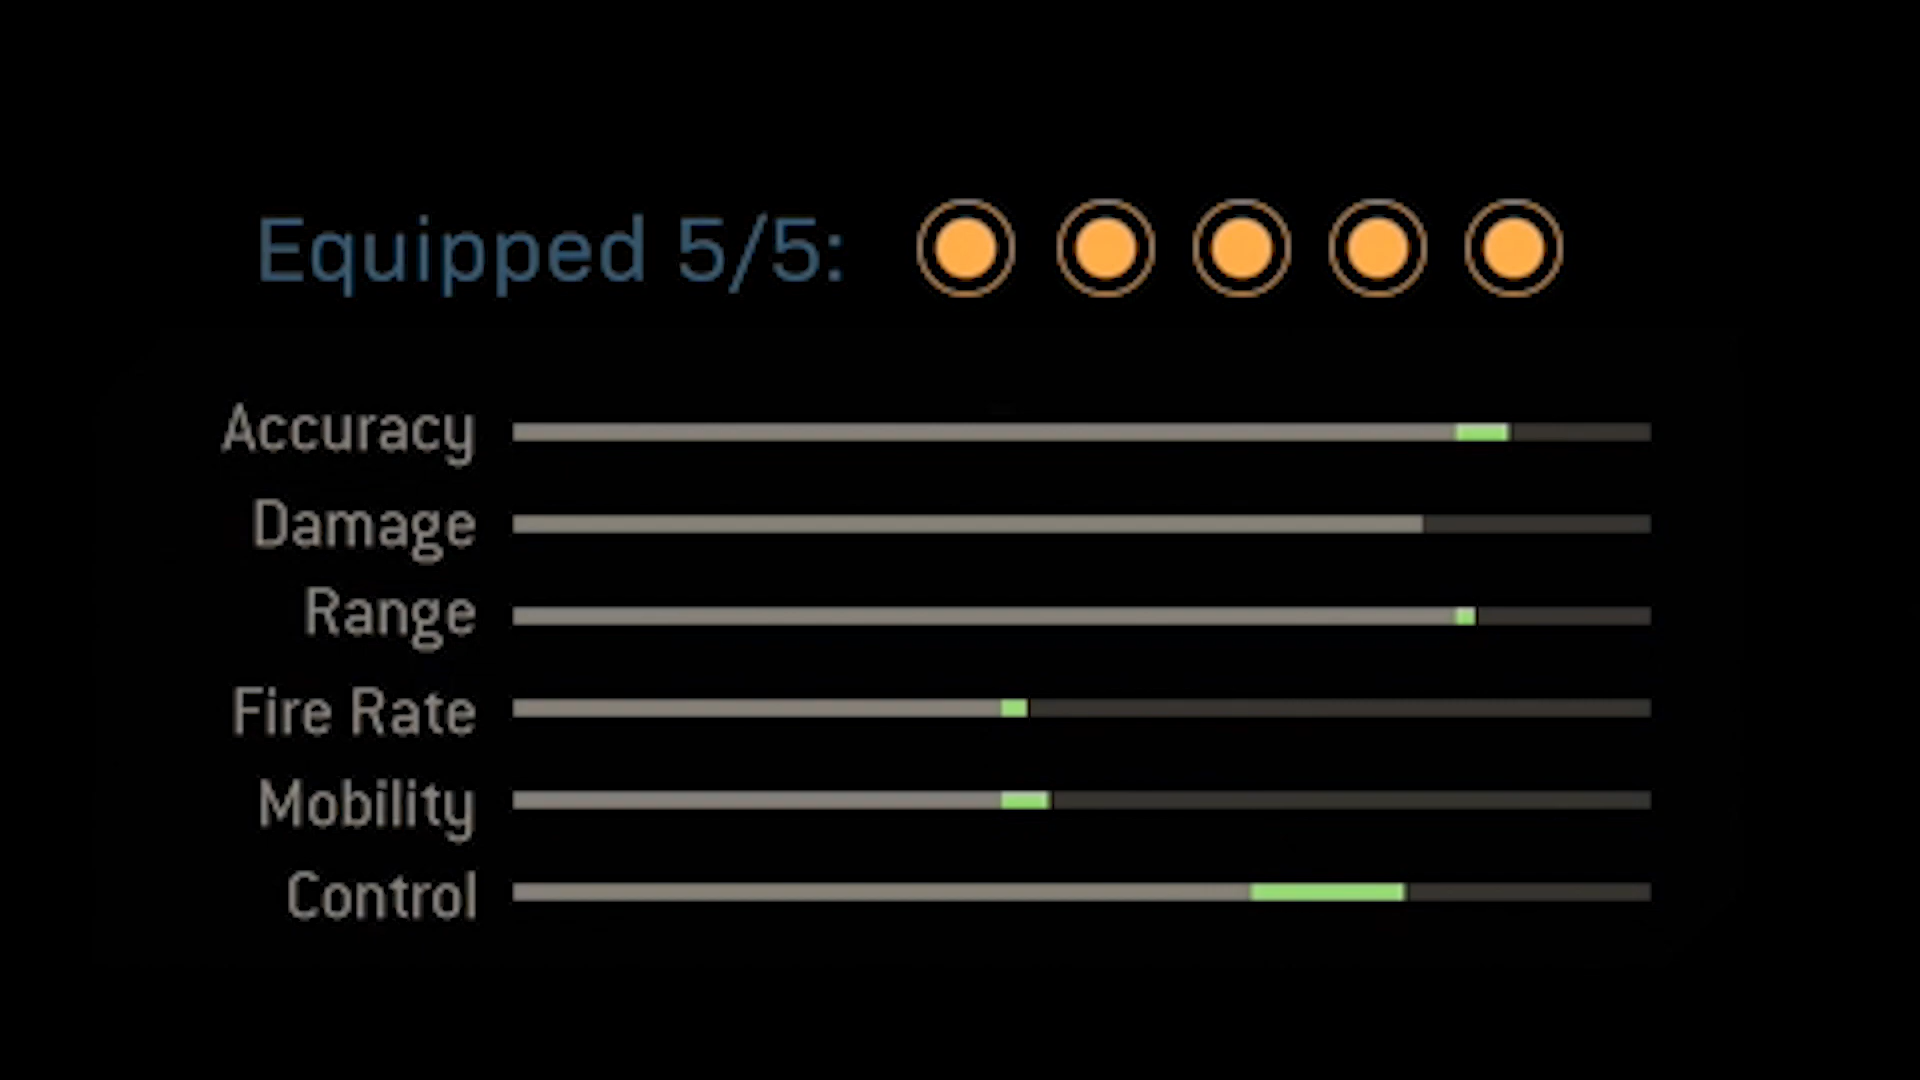 Equipped 5/5:
Accuracy
Damage
Range
Fire Rate
Mobility
Control